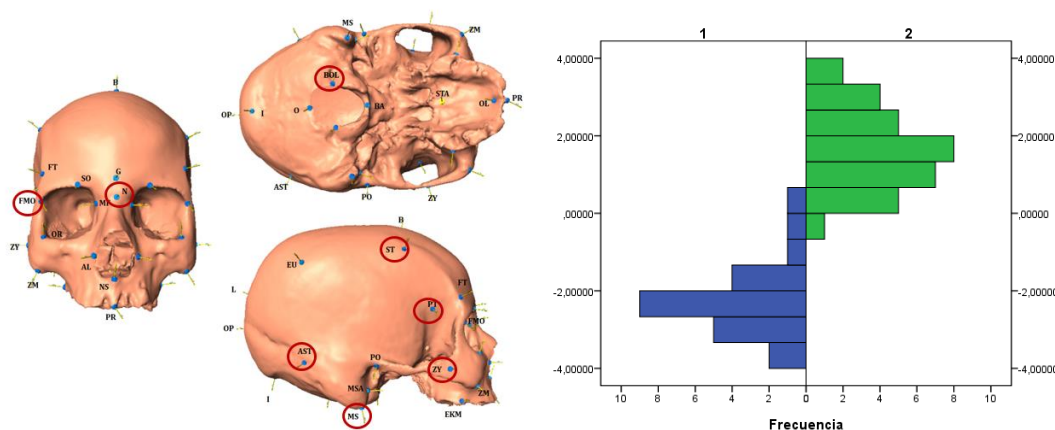 B
FT
SO
G
N
FMO
MF
OR
ZY
AL
ZM
NS
PR
MS
ZM
BOL
STA
OL
PR
OP
I
O
BA
AST
PO
ZY
B
ST
EU
L
FT
PT
FMO
OP
AST
PO
ZY
MSA
ZM
I
MS
EKM
1 2
4,00000 4,00000
2,00000 2,00000
,00000 ,00000
-2,00000 -2,00000
-4,00000 -4,00000
10 8 6 4 2 0 2 4 6 8 10
Frecuencia